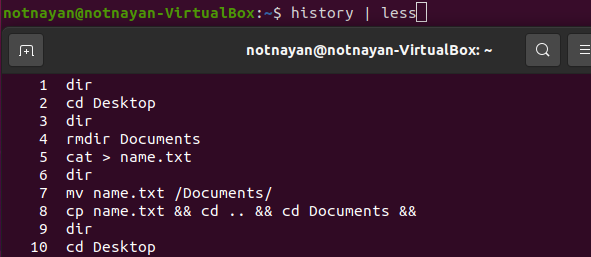 notnayan@notnayan-VirtualBox:~$ history | less
notnayan@notnayan-VirtualBox: ~
1 dir
2 cd Desktop
3 dir
4 rmdir Documents
5 cat > name.txt
6 dir
7 mv name.txt /Documents/
8 cp name.txt && cd .. && cd Documents &&
9 dir
10 cd Desktop